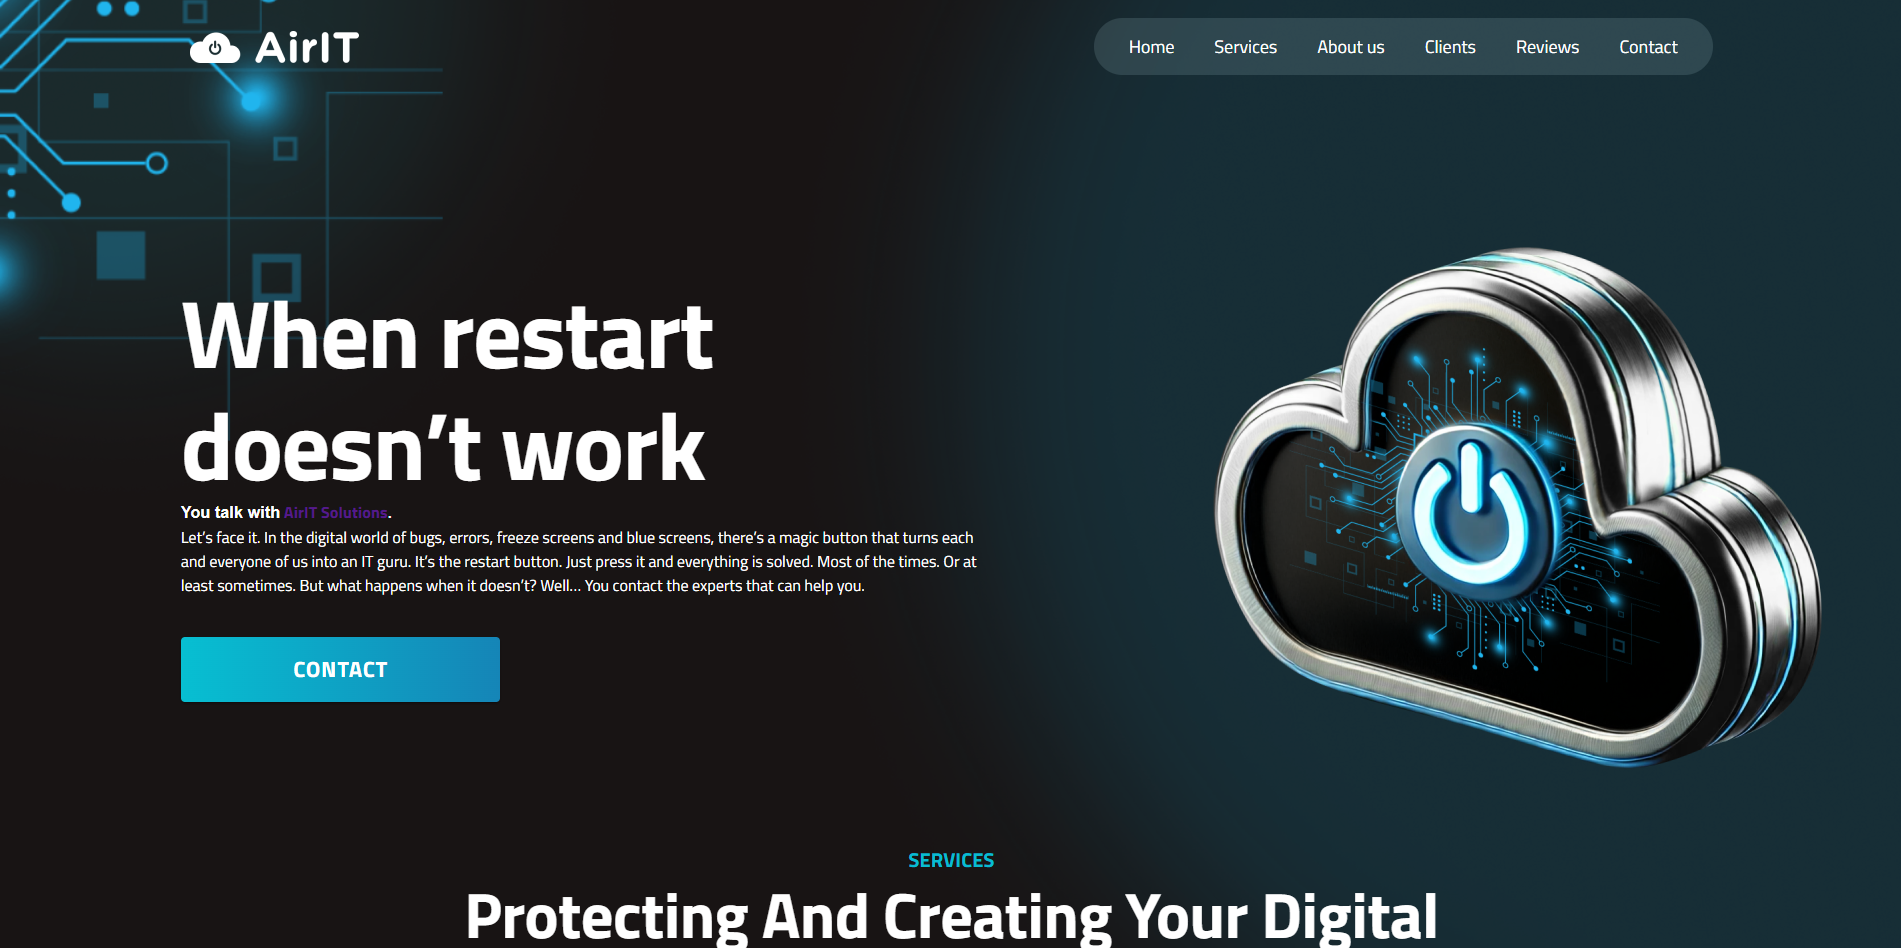 AirIT
Home Services About us Clients Reviews Contact
When restart
doesn’t work
You talk with AirIT Solutions.
Let’s face it. In the digital world of bugs, errors, freeze screens and blue screens, there’s a magic button that turns each
and everyone of us into an IT guru. It’s the restart button. Just press it and everything is solved. Most of the times. Or at
least sometimes. But what happens when it doesn’t? Well... You contact the experts that can help you.
CONTACT
SERVICES
Protecting And Creating Your Digital